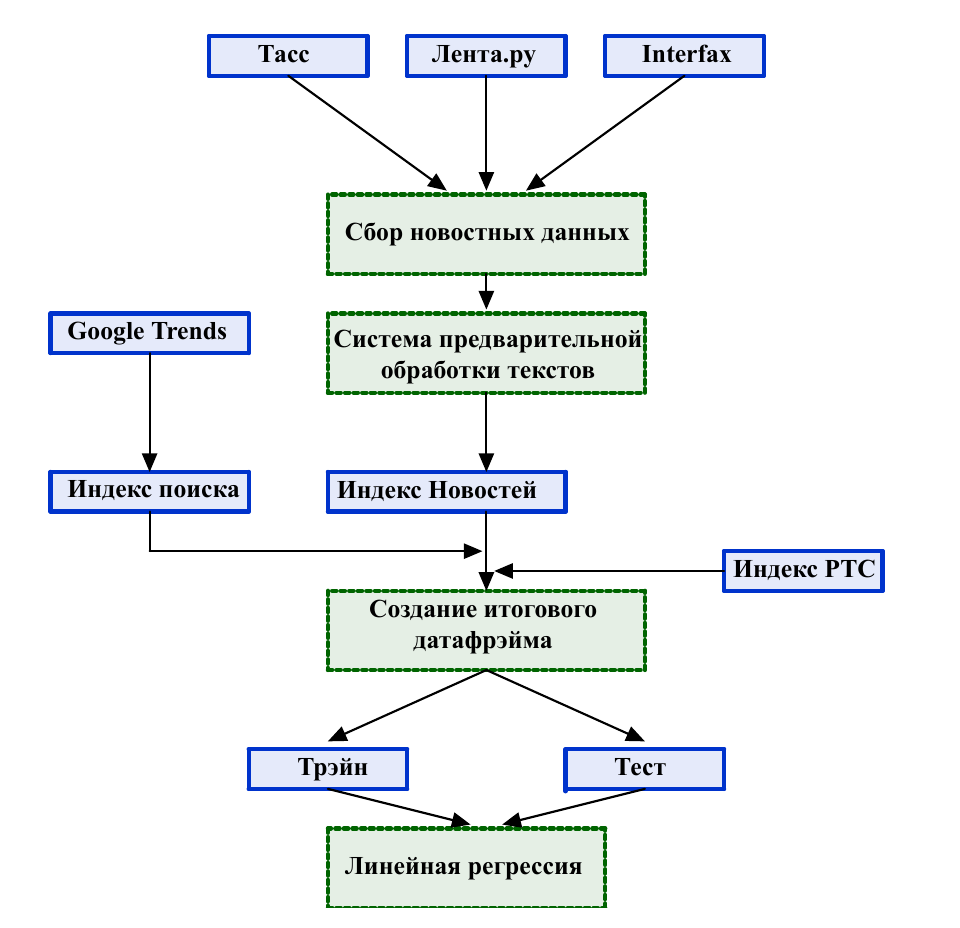 Тасс
Лента.ру
Interfax
Сбор новостных данных
Google Trends
Система предварительной
обработки текстов
Индекс поиска
Индекс Новостей
Индекс РТС
Создание итогового
датафрэйма
Трэйн
Тест
Линейная регрессия